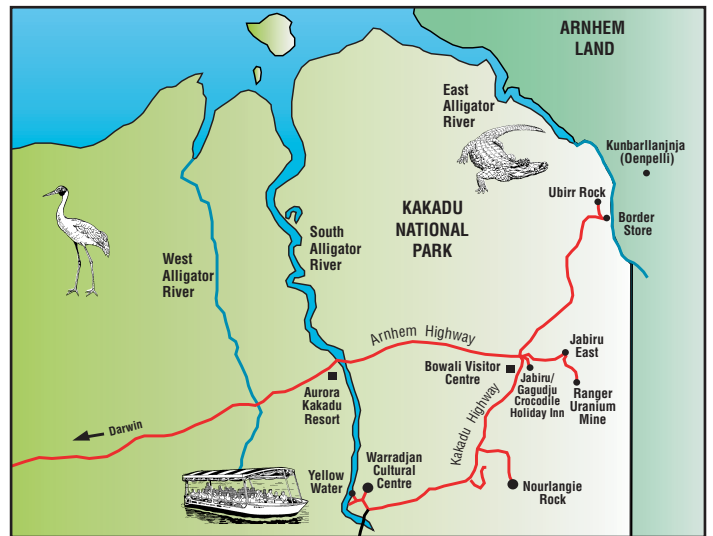 ARNHEM
LAND
East
Alligator
River
Kunbarllanjnja
(Oenpelli)
Ubirr Rock
Border
Store
KAKADU
NATIONAL
PARK
South
Alligator
River
West
Alligator
River
Arnhem Highway
Jabiru
East
Bowali Visitor
Centre
Jabiru/
Gagudju
Crocodile
Holiday Inn
Ranger
Uranium
Mine
Aurora
Kakadu
Resort
Kakadu Highway
Darwin
Warradjan
Cultural
Centre
Yellow
Water
Nourlangie
Rock